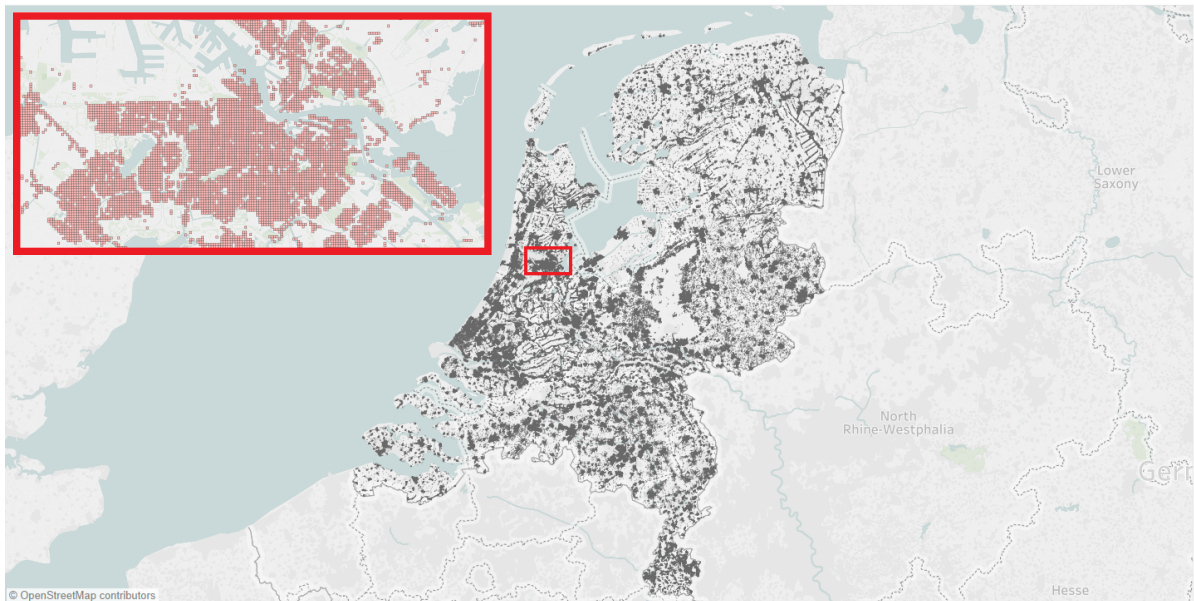 Lower
Saxony
North
Rhine-Westphalia
Ger
Hesse
© OpenStreetMap contributors